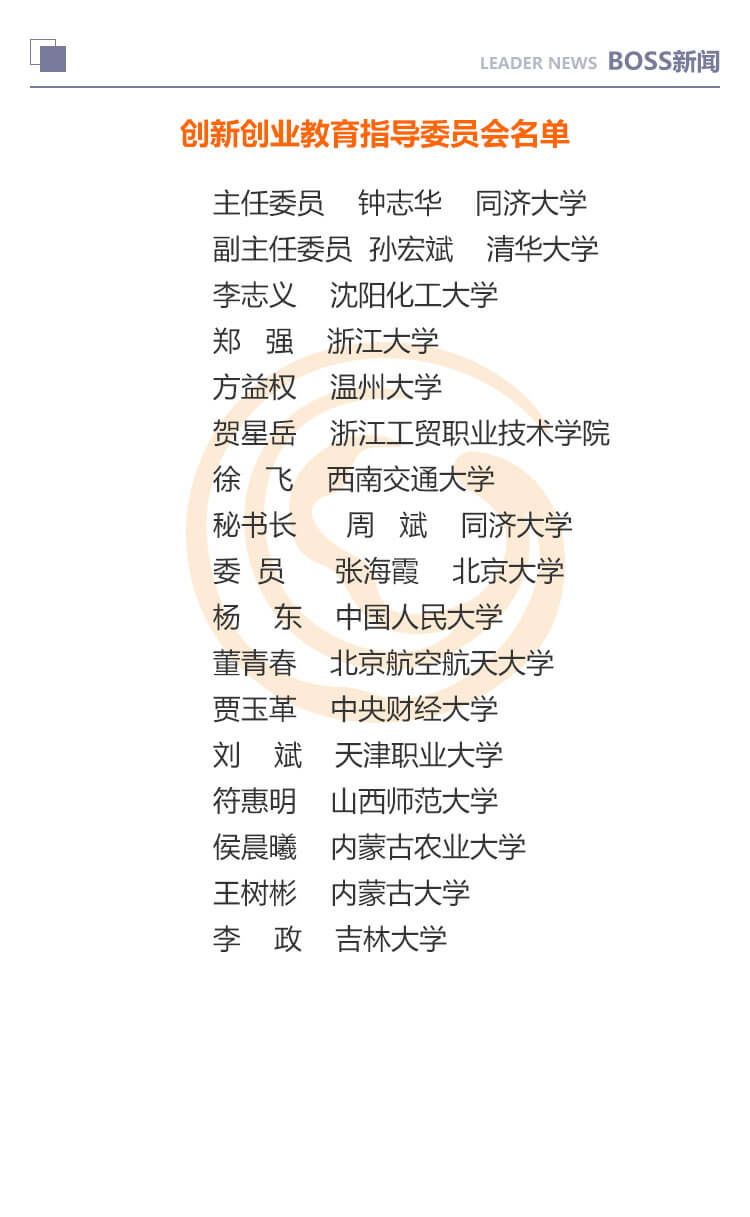 LEADER NEWS BOSS新闻
创新创业教育指导委员会名单
主任委员 钟志华 同济大学
副主任委员 孙宏斌 清华大学
李志义 沈阳化工大学
郑 强 浙江大学
方益权 温州大学
贺星岳 浙江工贸职业技术学院
徐 飞 西南交通大学
秘书长 周 斌 同济大学
委 员 张海霞 北京大学
杨 东 中国人民大学
董青春 北京航空航天大学
贾玉革 中央财经大学
刘 斌 天津职业大学
符惠明 山西师范大学
侯晨曦 内蒙古农业大学
王树彬 内蒙古大学
李 政 吉林大学